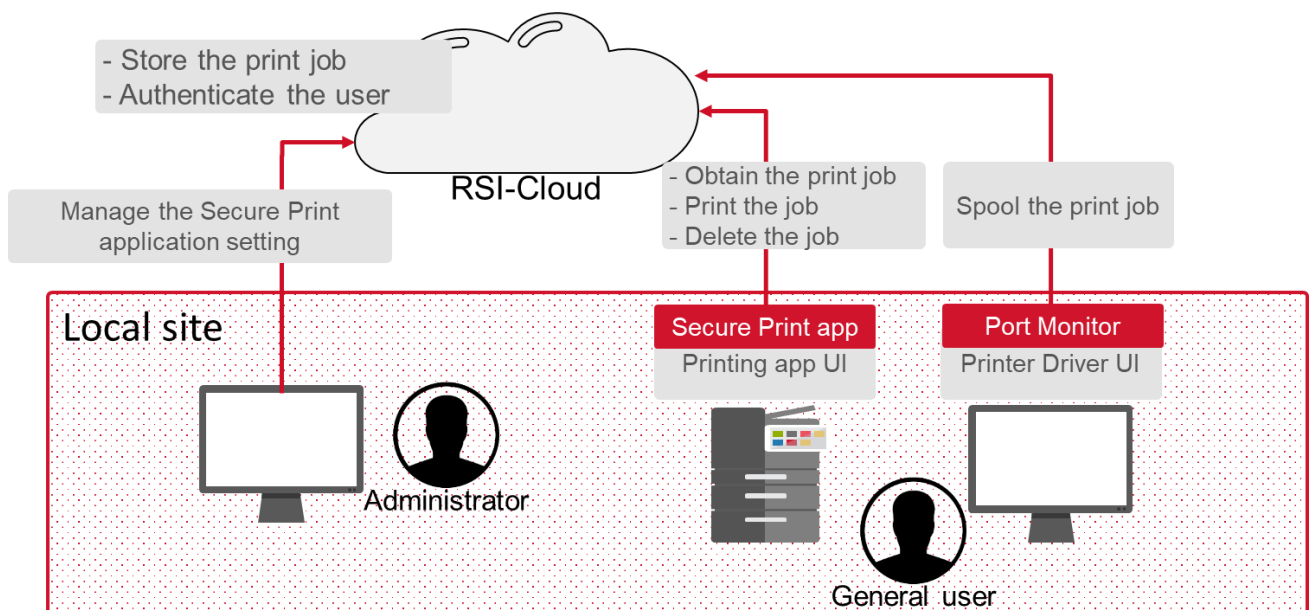 - Store the print job
- Authenticate the user
RSI-Cloud
Manage the Secure Print
application setting
- Obtain the print job
- Print the job
- Delete the job
Spool the print job
Local site
Secure Print app
Printing app UI
Port Monitor
Printer Driver UI
Administrator
General user